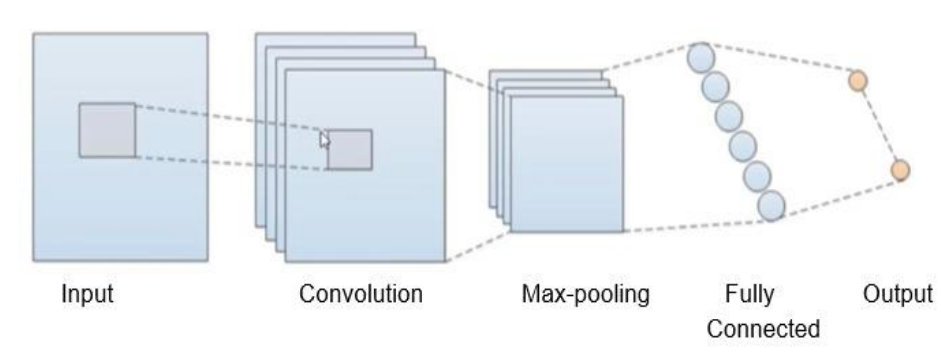 Input
Convolution
Max-pooling
Fully
Connected
Output